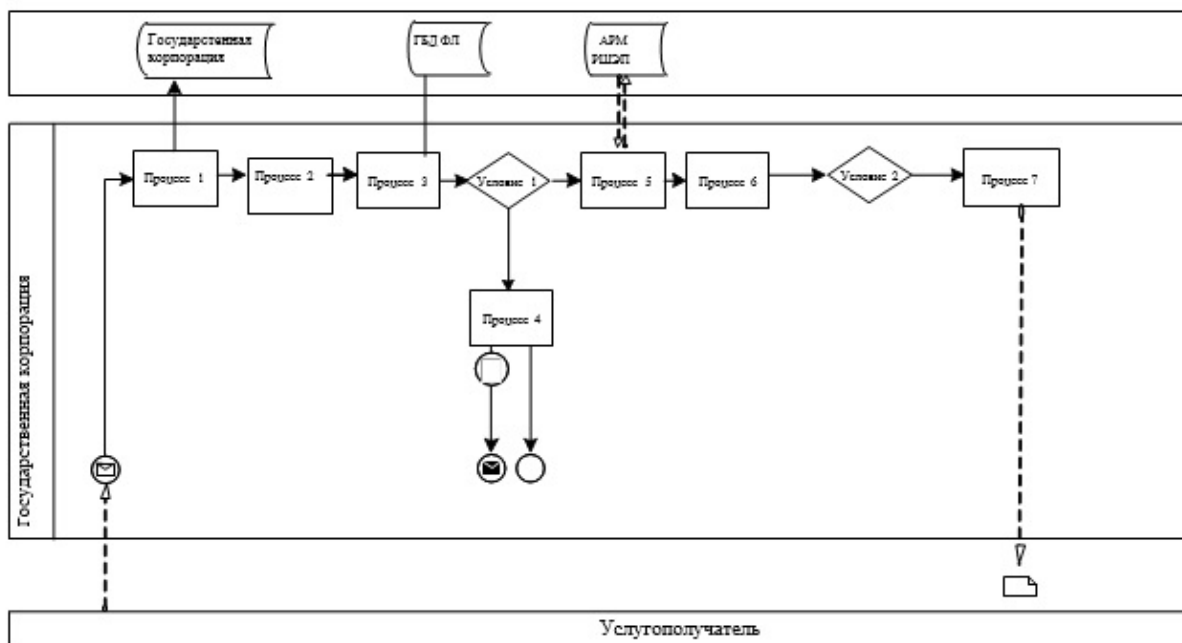 Государстенная
корпорация
ГБД ФЛ
АРМ
РШЭП
Процесс 1
Процесс 2
Процесс 3
Условие 1
Процесс 5
Процесс 6
Условие 2
Процесс 7
Процесс 4
Государственная корпорация
Услугополучатель